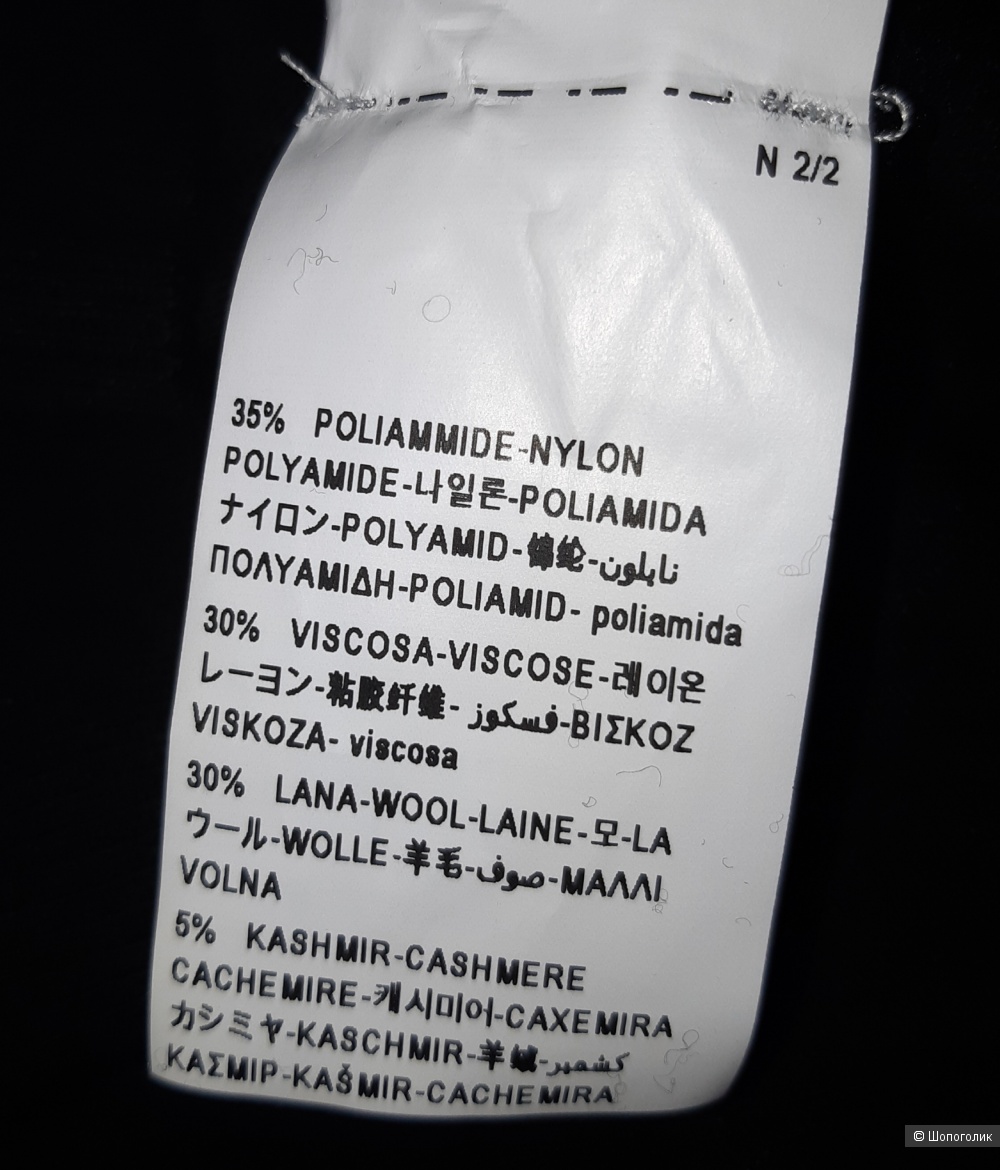 N 2/2
35% POLIAMMIDE-NYLON
POLYAMIDE-나일론-POLIAMIDA
ナイロン-POLYAMID-锦纶-نايلون
ΠΟΛΥΑΜΙΔΗ-POLIAMID- poliamida
30% VISCOSA-VISCOSE-레이온
レーヨン-粘胶纤维- فسكوز-ΒΙΣΚΟΖ
VISKOZA- viscosa
30% LANA-WOOL-LAINE-모-LA
ウール-WOLLE-羊毛-صوف-ΜΑΛΛΙ
VOLNA
5% KASHMIR-CASHMERE
CACHEMIRE-캐시미어-CAXEMIRA
カシミヤ-KASCHMIR-羊绒-كشمير
ΚΑΣΜΙΡ-KAŠMIR-CACHEMIRA
© Шопоголик